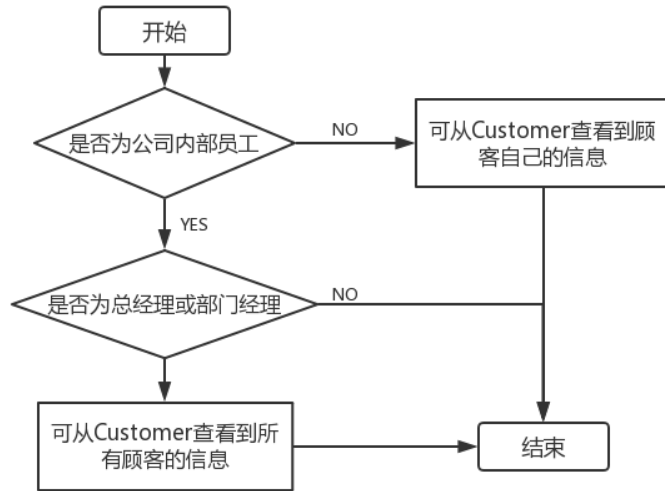 开始
是否为公司内部员工
NO
可从Customer查看到顾
客自己的信息
YES
是否为总经理或部门经理
NO
可从Customer查看到所
有顾客的信息
结束